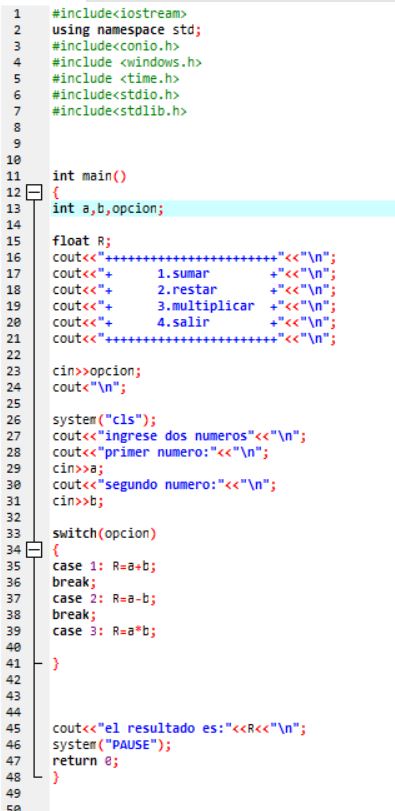 1 #include<iostream>
2 using namespace std;
3 #include<conio.h>
4 #include <windows.h>
5 #include <time.h>
6 #include<stdio.h>
7 #include<stdlib.h>
8
9
10
11 int main()
12 {
13 int a,b,opcion;
14
15 float R;
16 cout<<"+++++++++++++++++++++++"<<"\n";
17 cout<<"+      1.sumar        +"<<"\n";
18 cout<<"+      2.restar       +"<<"\n";
19 cout<<"+      3.multiplicar  +"<<"\n";
20 cout<<"+      4.salir        +"<<"\n";
21 cout<<"+++++++++++++++++++++++"<<"\n";
22
23 cin>>opcion;
24 cout<"\n";
25
26 system("cls");
27 cout<<"ingrese dos numeros"<<"\n";
28 cout<<"primer numero:"<<"\n";
29 cin>>a;
30 cout<<"segundo numero:"<<"\n";
31 cin>>b;
32
33 switch(opcion)
34 {
35 case 1: R=a+b;
36 break;
37 case 2: R=a-b;
38 break;
39 case 3: R=a*b;
40
41 }
42
43
44
45 cout<<"el resultado es:"<<R<<"\n";
46 system("PAUSE");
47 return 0;
48 }
49
50